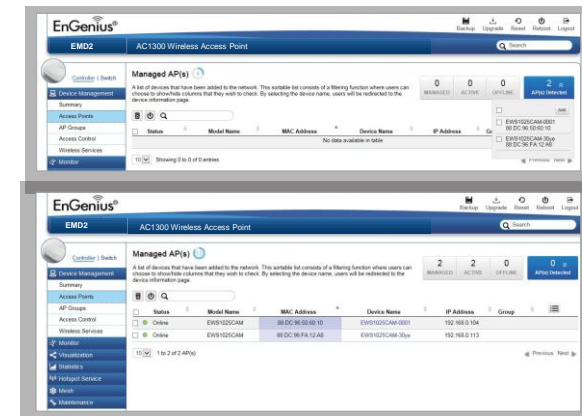 EnGenius®
Backup Upgrade Reset Reboot Logout
EMD2 AC1300 Wireless Access Point Search
Controller | Switch
Managed AP(s)
A list of devices that have been added to the network. This sortable list consists of a filtering function where users can
choose to show/hide columns that they wish to check. By selecting the device name, users will be redirected to the
device information page.
0 MANAGED
0 ACTIVE
0 OFFLINE
2 AP(s) Detected
Add
EWS1025CAM-0001
88:DC:96:50:60:10
EWS1025CAM-30ye
88:DC:96:FA:12:A8
Device Management
Summary
Access Points
AP Groups
Access Control
Wireless Services
Monitor
Status Model Name MAC Address Device Name IP Address
No data available in table
10 Showing 0 to 0 of 0 entries
Previous Next
EnGenius®
Backup Upgrade Reset Reboot Logout
EMD2 AC1300 Wireless Access Point Search
Controller | Switch
Managed AP(s)
A list of devices that have been added to the network. This sortable list consists of a filtering function where users can
choose to show/hide columns that they wish to check. By selecting the device name, users will be redirected to the
device information page.
2 MANAGED
2 ACTIVE
0 OFFLINE
0 AP(s) Detected
Device Management
Summary
Access Points
AP Groups
Access Control
Wireless Services
Monitor
Visualization
Statistics
Hotspot Service
Mesh
Maintenance
Status Model Name MAC Address Device Name IP Address Group
Online EWS1025CAM 88:DC:96:50:60:10 EWS1025CAM-0001 192.168.0.104
Online EWS1025CAM 88:DC:96:FA:12:A8 EWS1025CAM-30ye 192.168.0.113
10 1 to 2 of 2 AP(s)
Previous Next